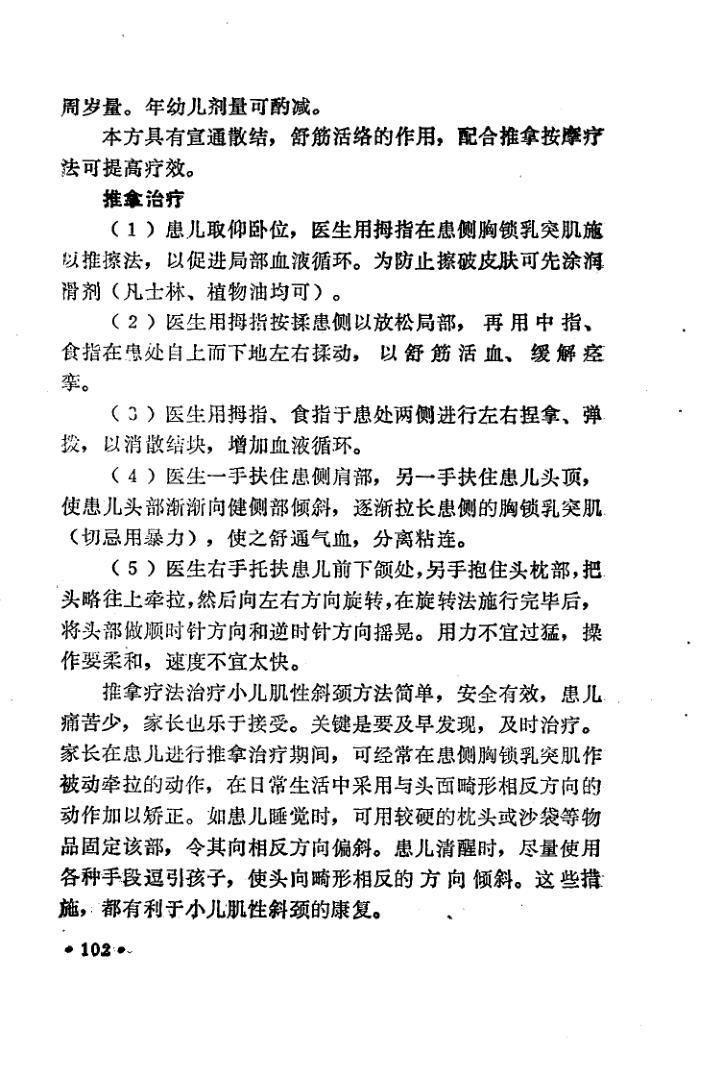 周岁量。年幼儿剂量可酌减。
本方具有宣通散结，舒筋活络的作用，配合推拿按摩疗
法可提高疗效。
推拿治疗
（1）患儿取仰卧位，医生用拇指在患侧胸锁乳突肌施
以推擦法，以促进局部血液循环。为防止擦破皮肤可先涂润
滑剂（凡士林、植物油均可）。
（2）医生用拇指按揉患侧以放松局部，再用中指、
食指在患处自上而下地左右揉动，以舒筋活血、缓解痉
挛。
（3）医生用拇指、食指于患处两侧进行左右捏拿、弹
拨，以消散结块，增加血液循环。
（4）医生一手扶住患侧肩部，另一手扶住患儿头顶，
使患儿头部渐渐向健侧部倾斜，逐渐拉长患侧的胸锁乳突肌
（切忌用暴力），使之舒通气血，分离粘连。
（5）医生右手托扶患儿前下颌处，另手抱住头枕部，把
头略往上牵拉，然后向左右方向旋转，在旋转法施行完毕后，
将头部做顺时针方向和逆时针方向摇晃。用力不宜过猛，操
作要柔和，速度不宜太快。
推拿疗法治疗小儿肌性斜颈方法简单，安全有效，患儿
痛苦少，家长也乐于接受。关键是要及早发现，及时治疗。
家长在患儿进行推拿治疗期间，可经常在患侧胸锁乳突肌作
被动牵拉的动作，在日常生活中采用与头面畸形相反方向的
动作加以矫正。如患儿睡觉时，可用较硬的枕头或沙袋等物
品固定该部，令其向相反方向偏斜。患儿清醒时，尽量使用
各种手段逗引孩子，使头向畸形相反的方向倾斜。这些措
施，都有利于小儿肌性斜颈的康复。
•102•